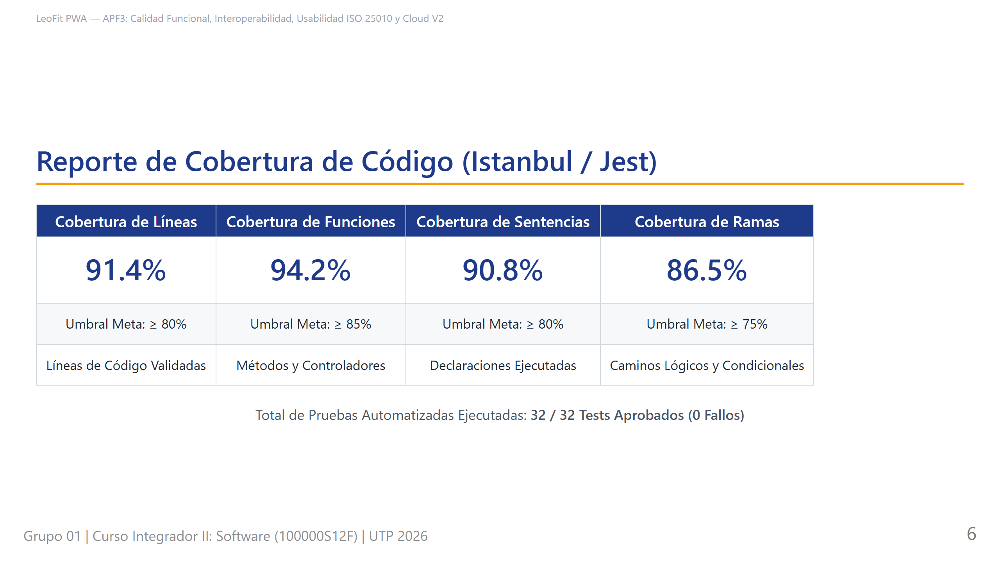 LeoFit PWA — APF3: Calidad Funcional, Interoperabilidad, Usabilidad ISO 25010 y Cloud V2
Reporte de Cobertura de Código (Istanbul / Jest)
Cobertura de Líneas Cobertura de Funciones Cobertura de Sentencias Cobertura de Ramas
91.4% 94.2% 90.8% 86.5%
Umbral Meta: ≥ 80% Umbral Meta: ≥ 85% Umbral Meta: ≥ 80% Umbral Meta: ≥ 75%
Líneas de Código Validadas Métodos y Controladores Declaraciones Ejecutadas Caminos Lógicos y Condicionales
Total de Pruebas Automatizadas Ejecutadas: 32 / 32 Tests Aprobados (0 Fallos)
Grupo 01 | Curso Integrador II: Software (100000S12F) | UTP 2026
6